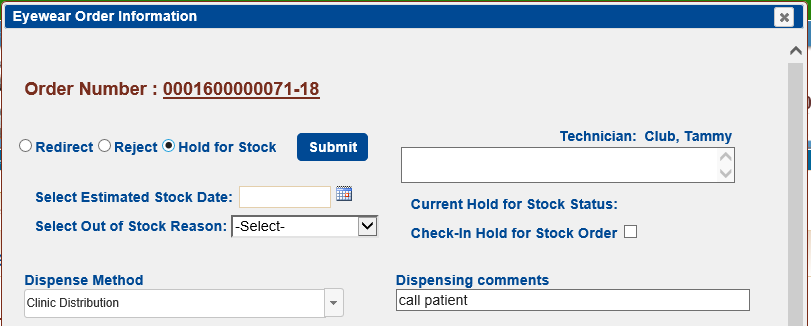 Eyewear Order Information
Order Number : 0001600000071-18
Redirect Reject Hold for Stock Submit
Technician: Club, Tammy
Select Estimated Stock Date:
Select Out of Stock Reason: -Select-
Current Hold for Stock Status:
Check-In Hold for Stock Order
Dispense Method
Clinic Distribution
Dispensing comments
call patient